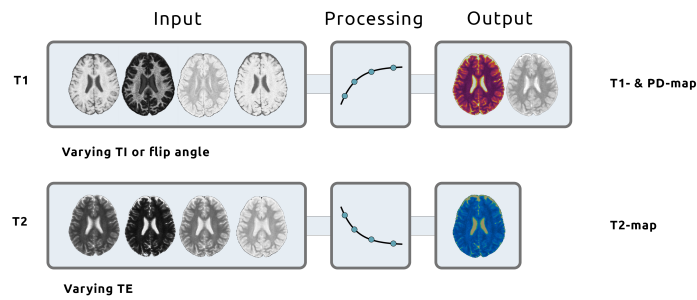 Input Processing Output
T1 T1- & PD-map
Varying TI or flip angle
T2 T2-map
Varying TE